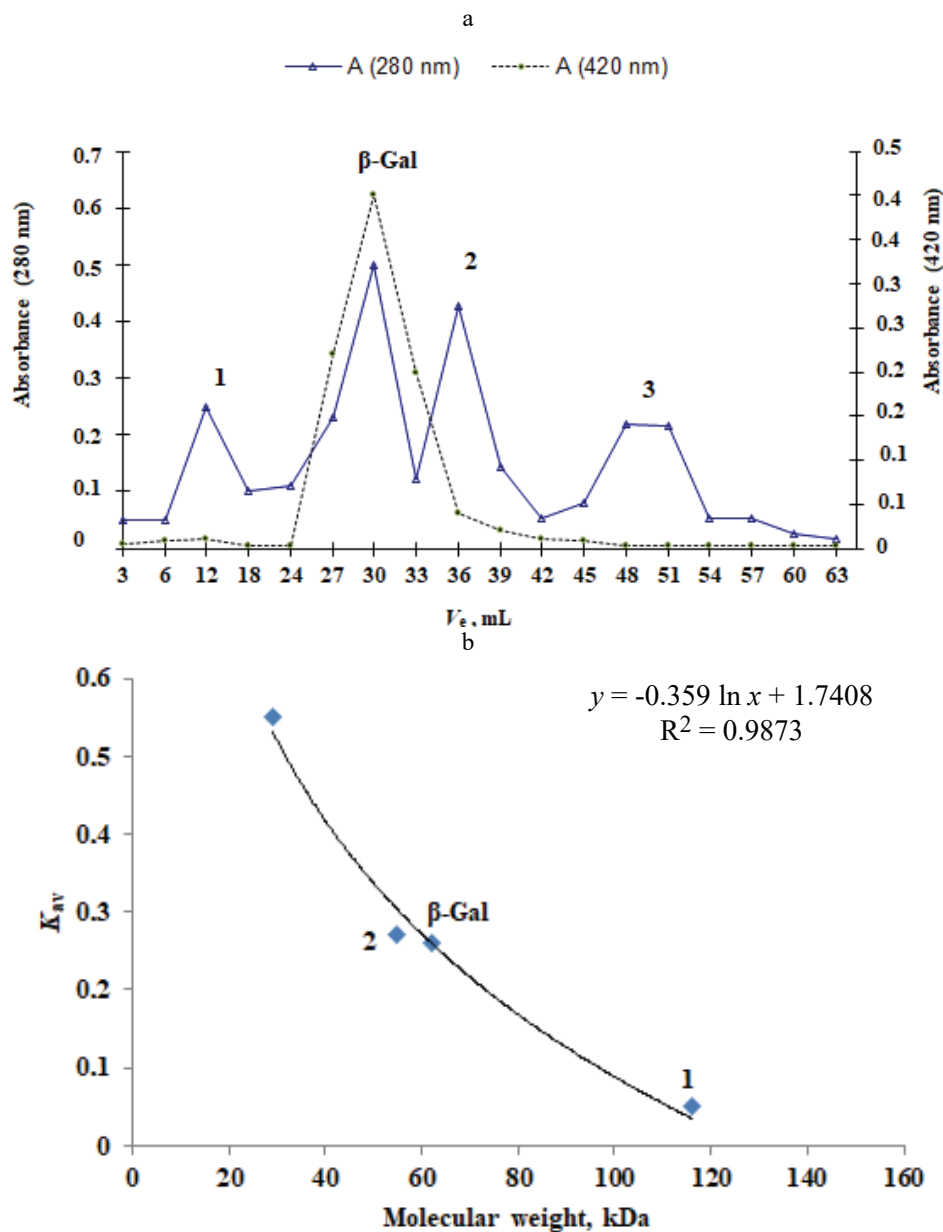 a
A (280 nm) A (420 nm)
Absorbance (280 nm)
0.7
0.6
0.5
0.4
0.3
0.2
0.1
0
Absorbance (420 nm)
0.5
0.4
0.4
0.3
0.3
0.2
0.2
0.1
0.1
0
1
β-Gal
2
3
3 6 12 18 24 27 30 33 36 39 42 45 48 51 54 57 60 63
Ve, mL
b
y = -0.359 ln x + 1.7408
R² = 0.9873
Kav
0.6
0.5
0.4
0.3
0.2
0.1
0
2
β-Gal
1
0 20 40 60 80 100 120 140 160
Molecular weight, kDa